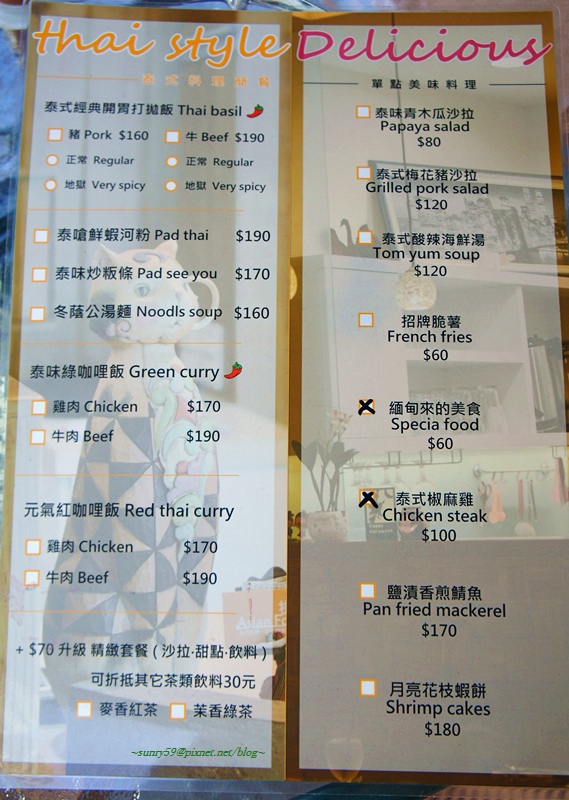 thai style Delicious
泰式料理簡餐
泰式經典開胃打拋飯 Thai basil
豬 Pork $160 牛 Beef $190
正常 Regular 正常 Regular
地獄 Very spicy 地獄 Very spicy
泰嗆鮮蝦河粉 Pad thai $190
泰味炒粄條 Pad see you $170
冬蔭公湯麵 Noodls soup $160
泰味綠咖哩飯 Green curry
雞肉 Chicken $170
牛肉 Beef $190
元氣紅咖哩飯 Red thai curry
雞肉 Chicken $170
牛肉 Beef $190
+ $70 升級 精緻套餐 ( 沙拉·甜點·飲料 )
可折抵其它茶類飲料30元
麥香紅茶 茉香綠茶
~sunry59@pixnet.net/blog~
單點美味料理
泰味青木瓜沙拉
Papaya salad
$80
泰式梅花豬沙拉
Grilled pork salad
$120
泰式酸辣海鮮湯
Tom yum soup
$120
招牌脆薯
French fries
$60
緬甸來的美食
Specia food
$60
泰式椒麻雞
Chicken steak
$100
鹽漬香煎鯖魚
Pan fried mackerel
$170
月亮花枝蝦餅
Shrimp cakes
$180